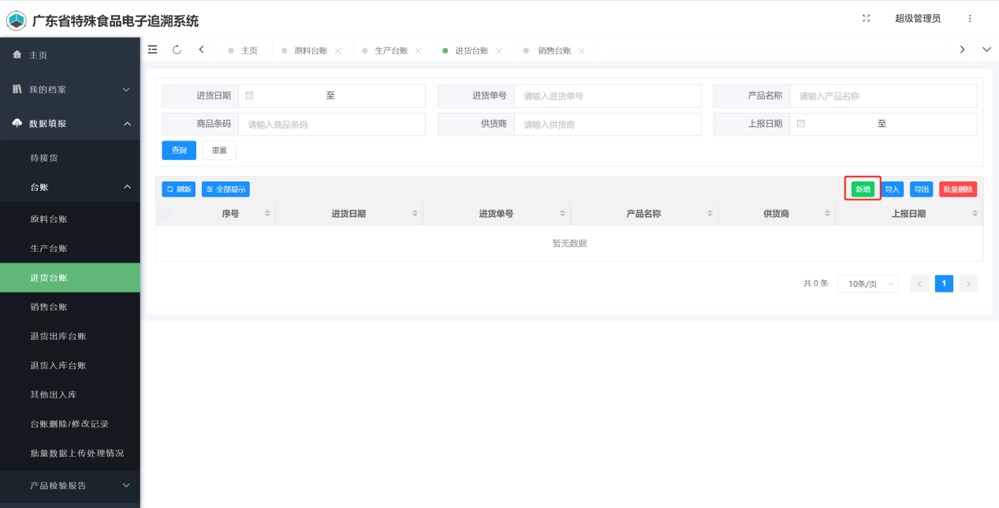 广东省特殊食品电子追溯系统
超级管理员
主页
我的档案
数据填报
待接货
台账
原料台账
生产台账
进货台账
销售台账
退货出库台账
退货入库台账
其他出入库
台账删除/修改记录
批量数据上传处理情况
产品检验报告
主页 原料台账 生产台账 进货台账 销售台账
进货日期 至 进货单号 请输入进货单号 产品名称 请输入产品名称
商品条码 请输入商品条码 供货商 请输入供货商 上报日期 至
查询 重置
刷新 全部显示 新增 导入 导出 批量删除
序号 进货日期 进货单号 产品名称 供货商 上报日期
暂无数据
共 0 条 10条/页 1